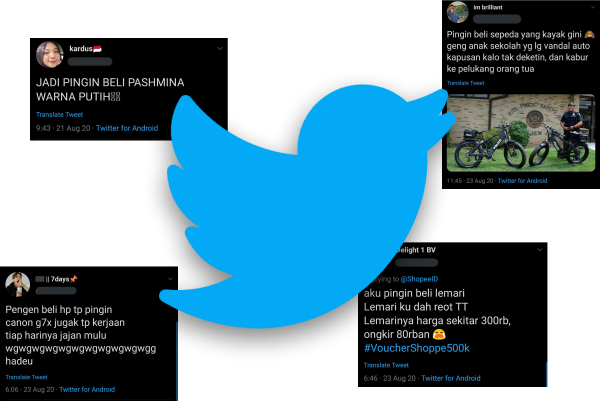 kardus
JADI PINGIN BELI PASHMINA
WARNA PUTIH
Translate Tweet
9:43 · 21 Aug 20 · Twitter for Android
im brilliant
Pingin beli sepeda yang kayak gini 🙈
geng anak sekolah yg lg vandal auto
kapusan kalo tak deketin, dan kabur
ke pelukang orang tua
Translate Tweet
11:45 · 23 Aug 20 · Twitter for Android
|| 7days📌
Pengen beli hp tp pingin
canon g7x jugak tp kerjaan
tiap harinya jajan mulu
wgwgwgwgwgwgwgwgwgwgg
hadeu
Translate Tweet
6:06 · 23 Aug 20 · Twitter for Android
elight 1 BV
ying to @ShopeeID
aku pingin beli lemari
Lemari ku dah reot TT
Lemarinya harga sekitar 300rb,
ongkir 80rban 😫
#VoucherShoppe500k
Translate Tweet
6:46 · 23 Aug 20 · Twitter for Android